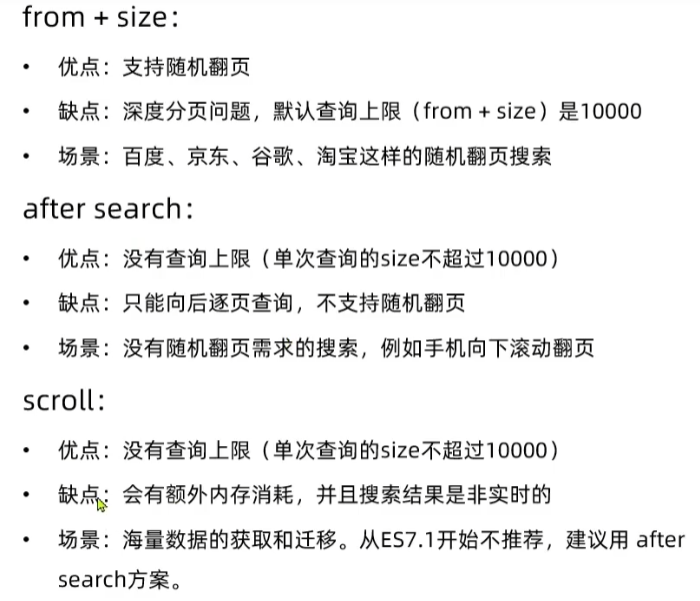 from + size：
• 优点：支持随机翻页
• 缺点：深度分页问题，默认查询上限（from + size）是10000
• 场景：百度、京东、谷歌、淘宝这样的随机翻页搜索
after search：
• 优点：没有查询上限（单次查询的size不超过10000）
• 缺点：只能向后逐页查询，不支持随机翻页
• 场景：没有随机翻页需求的搜索，例如手机向下滚动翻页
scroll：
• 优点：没有查询上限（单次查询的size不超过10000）
• 缺点：会有额外内存消耗，并且搜索结果是非实时的
• 场景：海量数据的获取和迁移。从ES7.1开始不推荐，建议用 after
search方案。